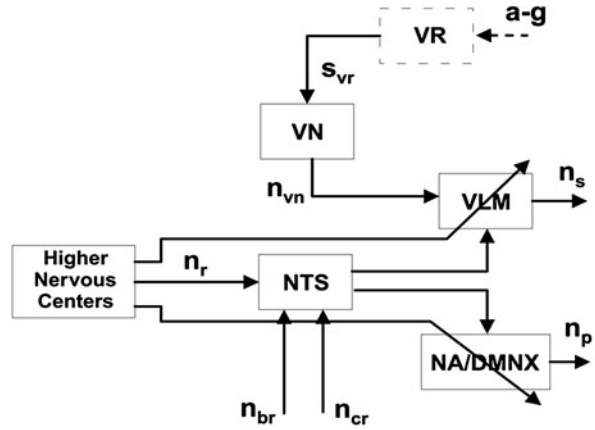 a-g
VR
s_vr
VN
n_vn
n_s
VLM
Higher
Nervous
Centers
n_r
NTS
n_p
NA/DMNX
n_br
n_cr